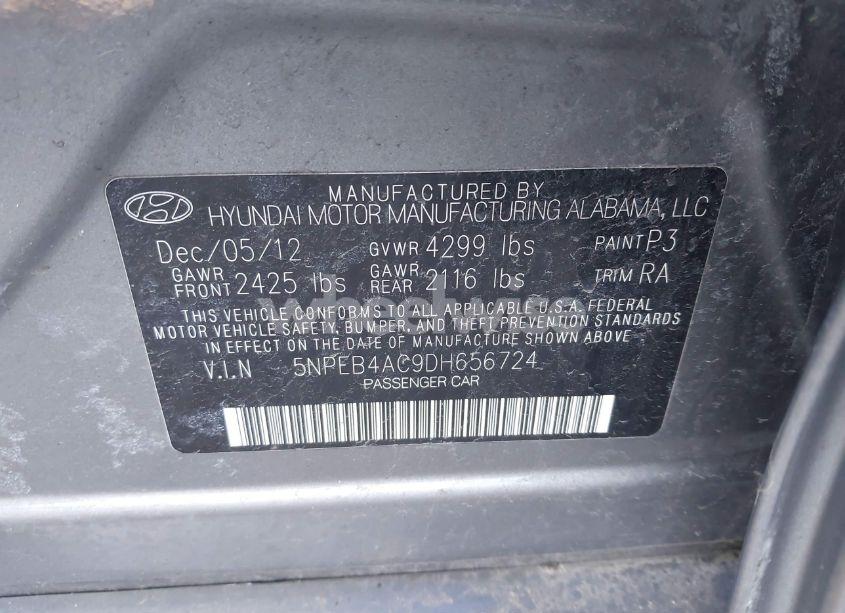 MANUFACTURED BY
HYUNDAI MOTOR MANUFACTURING ALABAMA, LLC
Dec/05/12 GVWR 4299 lbs PAINT P3
GAWR FRONT 2425 lbs GAWR REAR 2116 lbs TRIM RA
THIS VEHICLE CONFORMS TO ALL APPLICABLE U.S.A. FEDERAL
MOTOR VEHICLE SAFETY, BUMPER, AND THEFT PREVENTION STANDARDS
IN EFFECT ON THE DATE OF MANUFACTURE SHOWN ABOVE.
V.I.N 5NPEB4AC9DH656724
PASSENGER CAR